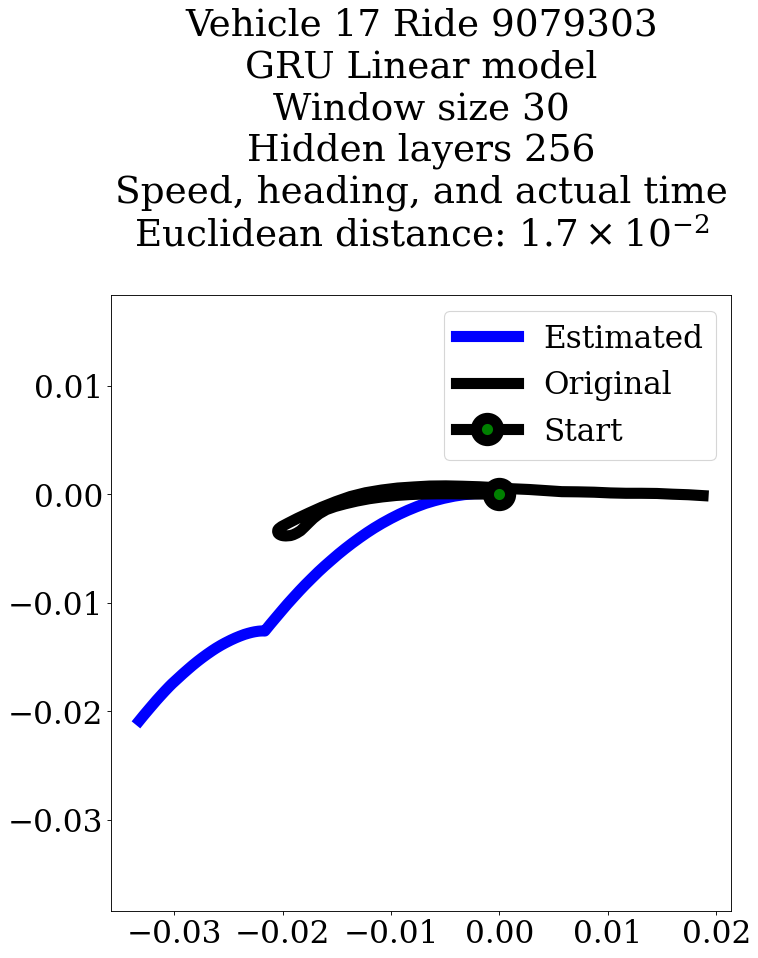 Vehicle 17 Ride 9079303
GRU Linear model
Window size 30
Hidden layers 256
Speed, heading, and actual time
Euclidean distance: 1.7 × 10⁻²
Estimated
Original
Start
0.01
0.00
−0.01
−0.02
−0.03
−0.03 −0.02 −0.01 0.00 0.01 0.02